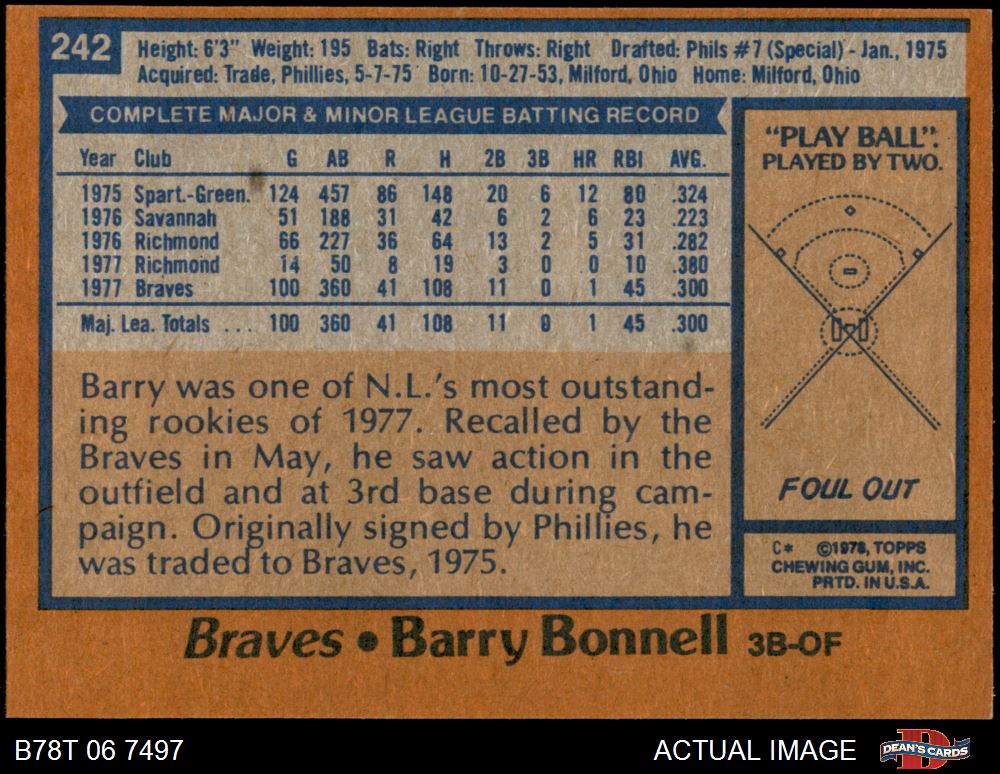 242
Height: 6'3" Weight: 195 Bats: Right Throws: Right Drafted: Phils #7 (Special) - Jan., 1975
Acquired: Trade, Phillies, 5-7-75 Born: 10-27-53, Milford, Ohio Home: Milford, Ohio
COMPLETE MAJOR & MINOR LEAGUE BATTING RECORD
Year Club G AB R H 2B 3B HR RBI AVG.
1975 Spart.-Green. 124 457 86 148 20 6 12 80 .324
1976 Savannah 51 188 31 42 6 2 6 23 .223
1976 Richmond 66 227 36 64 13 2 5 31 .282
1977 Richmond 14 50 8 19 3 0 0 10 .380
1977 Braves 100 360 41 108 11 0 1 45 .300
Maj. Lea. Totals ... 100 360 41 108 11 0 1 45 .300
Barry was one of N.L.'s most outstand-
ing rookies of 1977. Recalled by the
Braves in May, he saw action in the
outfield and at 3rd base during cam-
paign. Originally signed by Phillies, he
was traded to Braves, 1975.
"PLAY BALL":
PLAYED BY TWO.
FOUL OUT
C* ©1978, TOPPS
CHEWING GUM, INC.
PRTD. IN U.S.A.
Braves • Barry Bonnell 3B-OF
B78T 06 7497
ACTUAL IMAGE
D
DEAN'S CARDS